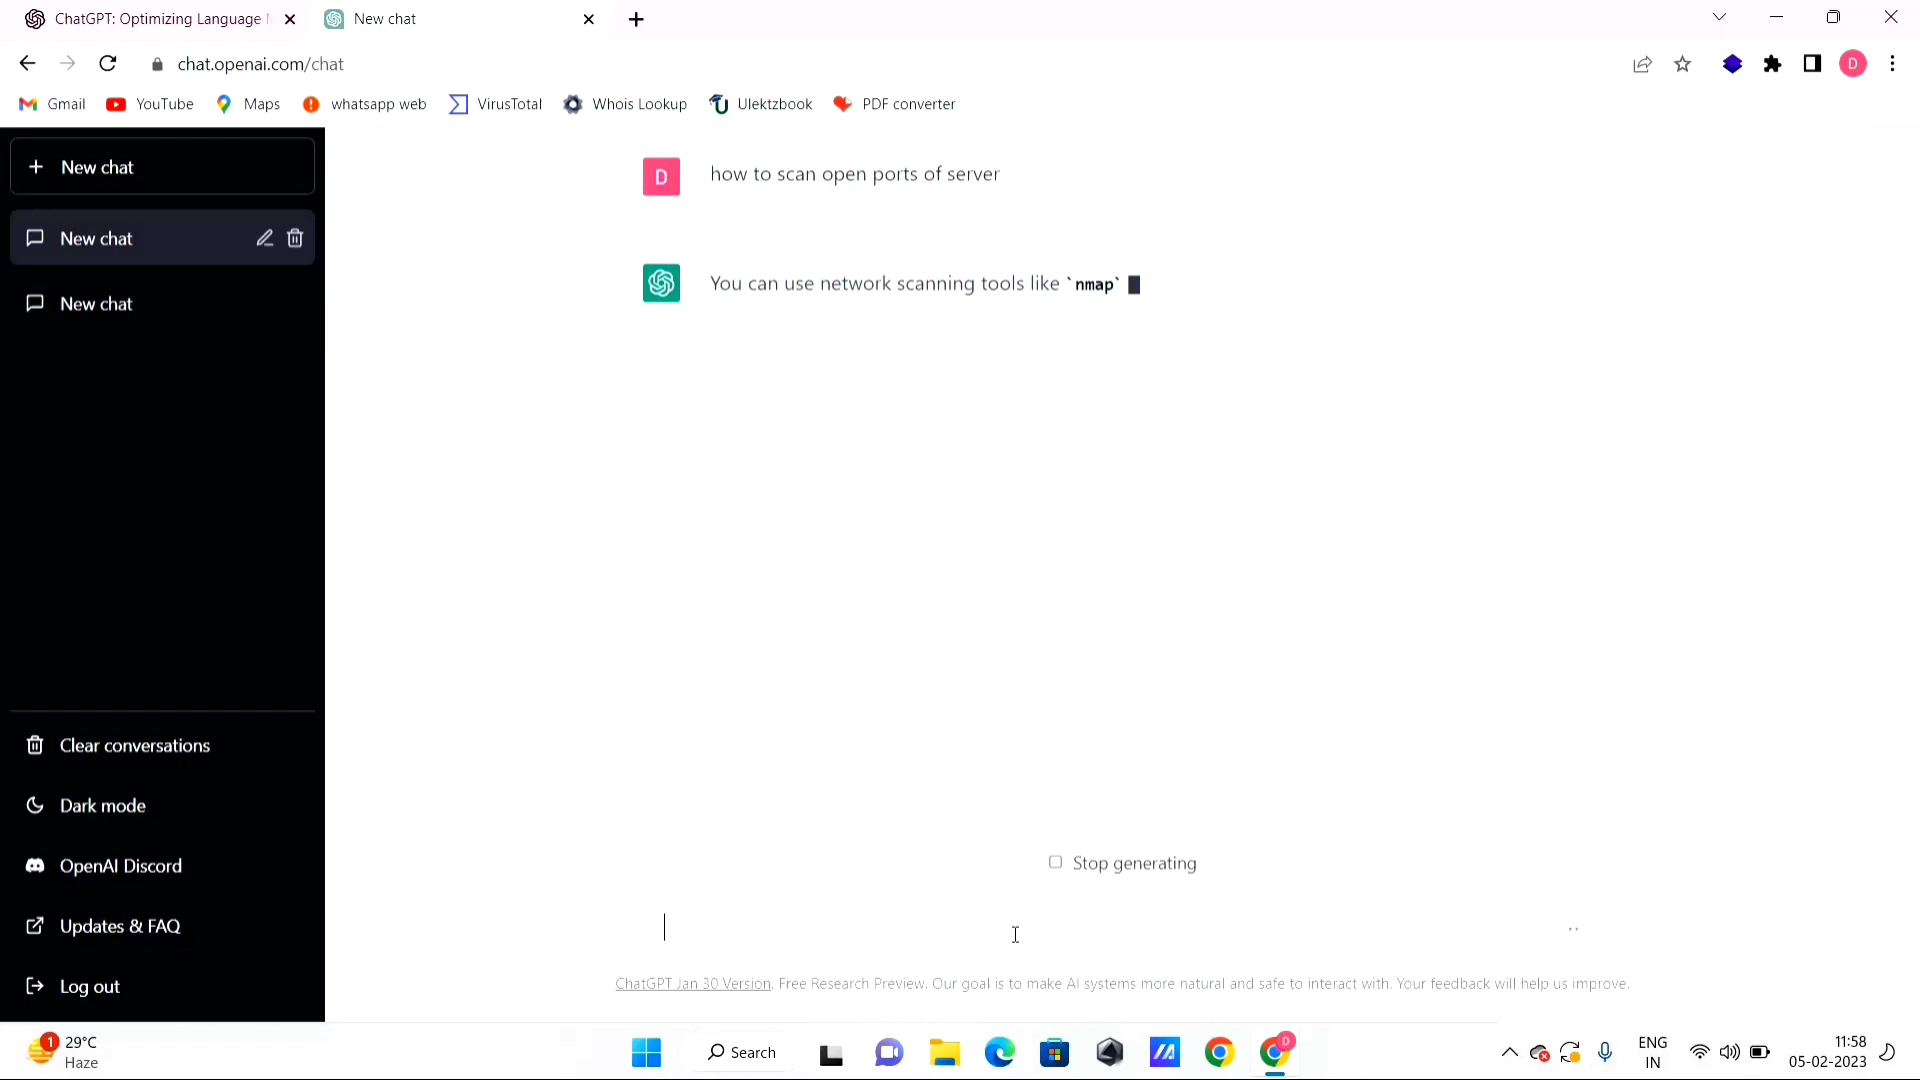 ChatGPT: Optimizing Language
New chat
chat.openai.com/chat
D
Gmail
YouTube
Maps
whatsapp web
VirusTotal
Whois Lookup
Ulektzbook
PDF converter
New chat
New chat
New chat
D
how to scan open ports of server
You can use network scanning tools like `nmap`
Clear conversations
Dark mode
OpenAI Discord
Updates & FAQ
Log out
Stop generating
ChatGPT Jan 30 Version. Free Research Preview. Our goal is to make AI systems more natural and safe to interact with. Your feedback will help us improve.
1
29°C
Haze
Search
D
ENG
IN
11:58
05-02-2023